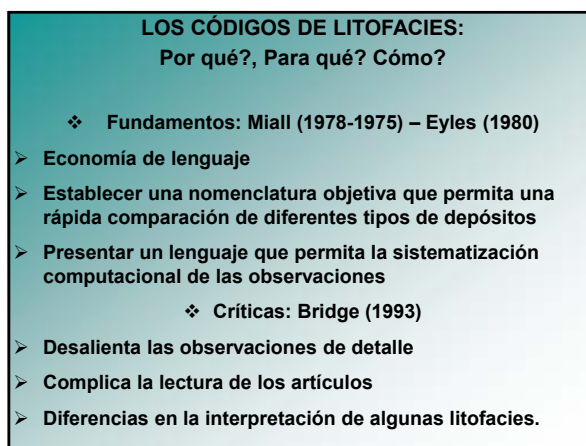 LOS CÓDIGOS DE LITOFACIES:
Por qué?, Para qué? Cómo?
❖ Fundamentos: Miall (1978-1975) – Eyles (1980)
➢ Economía de lenguaje
➢ Establecer una nomenclatura objetiva que permita una
rápida comparación de diferentes tipos de depósitos
➢ Presentar un lenguaje que permita la sistematización
computacional de las observaciones
❖ Críticas: Bridge (1993)
➢ Desalienta las observaciones de detalle
➢ Complica la lectura de los artículos
➢ Diferencias en la interpretación de algunas litofacies.